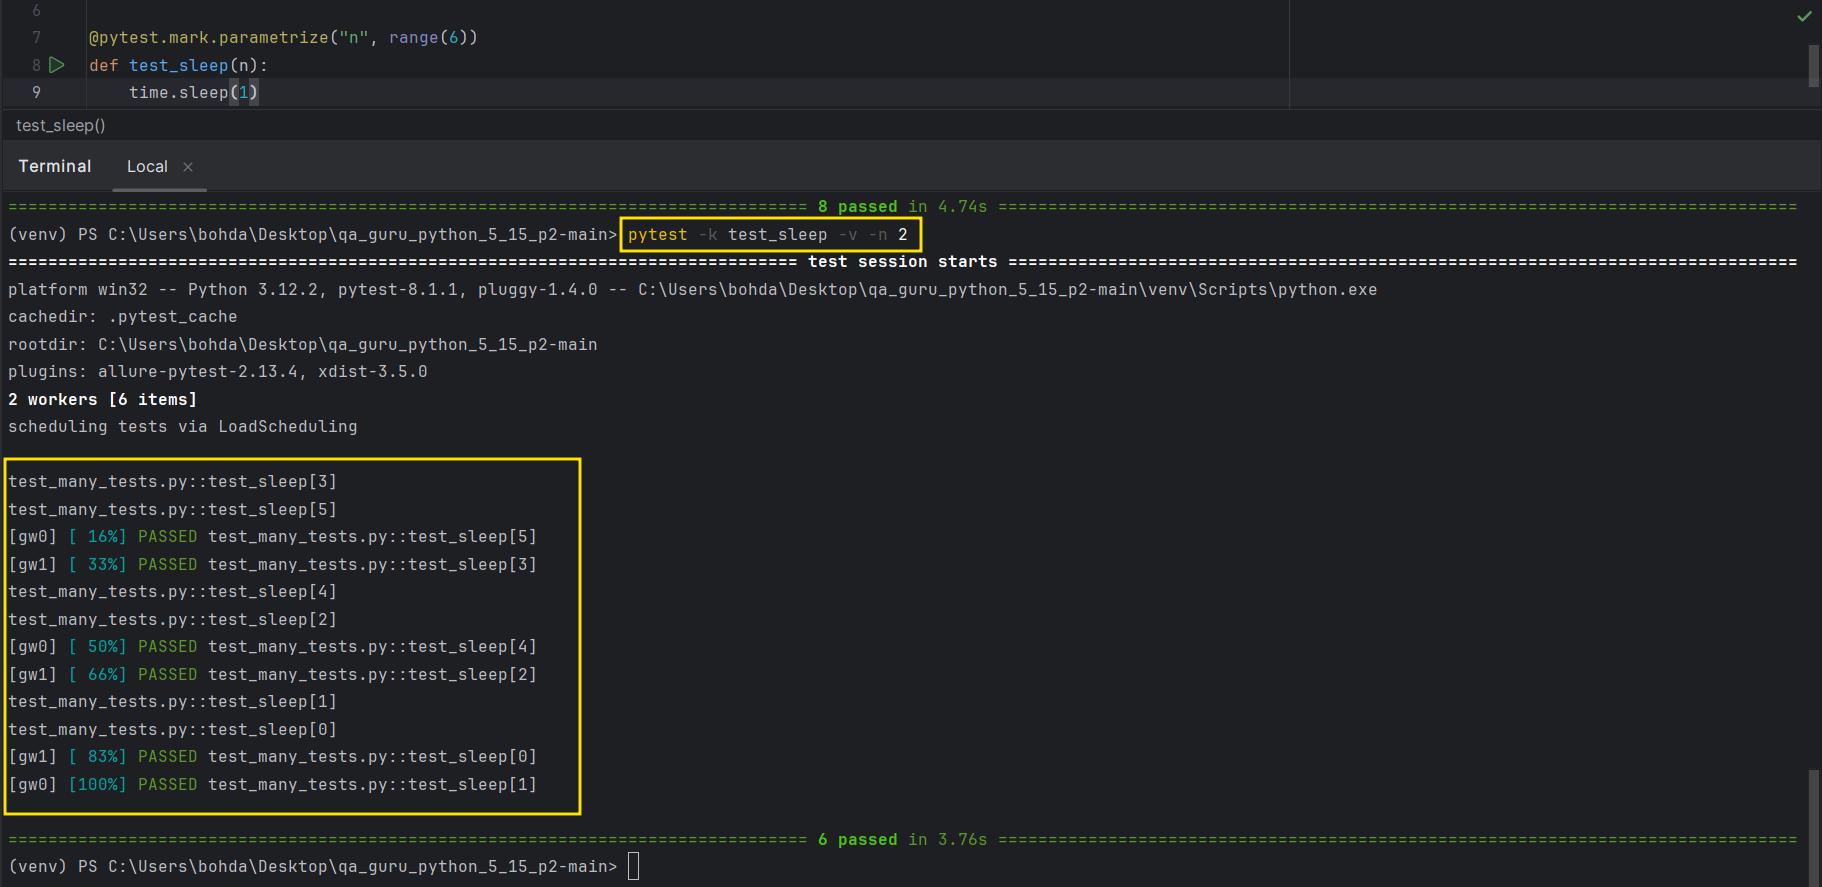 6
7 @pytest.mark.parametrize("n", range(6))
8 def test_sleep(n):
9 time.sleep(1)
test_sleep()
Terminal Local ×
================================================================================ 8 passed in 4.74s ================================================================================
(venv) PS C:\Users\bohda\Desktop\qa_guru_python_5_15_p2-main> pytest -k test_sleep -v -n 2
=============================================================================== test session starts ===============================================================================
platform win32 -- Python 3.12.2, pytest-8.1.1, pluggy-1.4.0 -- C:\Users\bohda\Desktop\qa_guru_python_5_15_p2-main\venv\Scripts\python.exe
cachedir: .pytest_cache
rootdir: C:\Users\bohda\Desktop\qa_guru_python_5_15_p2-main
plugins: allure-pytest-2.13.4, xdist-3.5.0
2 workers [6 items]
scheduling tests via LoadScheduling
test_many_tests.py::test_sleep[3]
test_many_tests.py::test_sleep[5]
[gw0] [ 16%] PASSED test_many_tests.py::test_sleep[5]
[gw1] [ 33%] PASSED test_many_tests.py::test_sleep[3]
test_many_tests.py::test_sleep[4]
test_many_tests.py::test_sleep[2]
[gw0] [ 50%] PASSED test_many_tests.py::test_sleep[4]
[gw1] [ 66%] PASSED test_many_tests.py::test_sleep[2]
test_many_tests.py::test_sleep[1]
test_many_tests.py::test_sleep[0]
[gw1] [ 83%] PASSED test_many_tests.py::test_sleep[0]
[gw0] [100%] PASSED test_many_tests.py::test_sleep[1]
================================================================================ 6 passed in 3.76s ================================================================================
(venv) PS C:\Users\bohda\Desktop\qa_guru_python_5_15_p2-main>